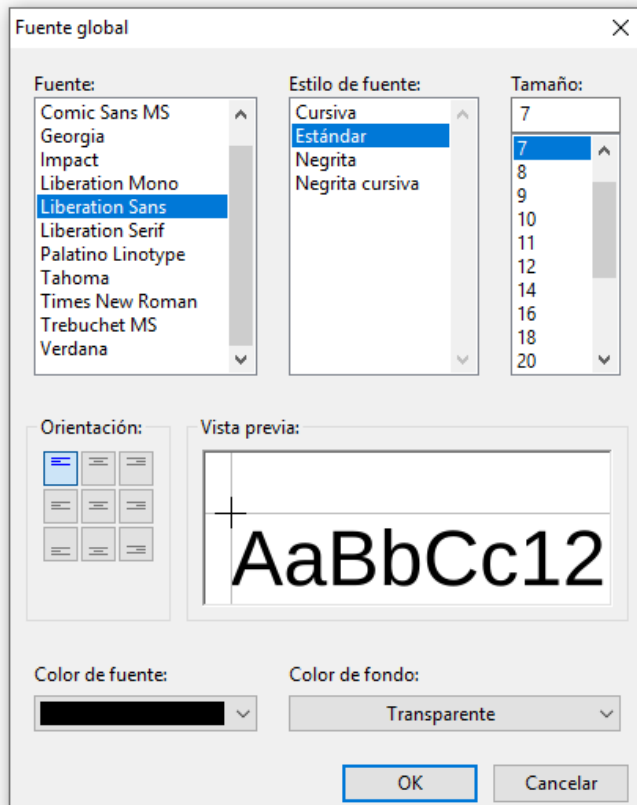 Fuente global
Fuente:
Comic Sans MS
Georgia
Impact
Liberation Mono
Liberation Sans
Liberation Serif
Palatino Linotype
Tahoma
Times New Roman
Trebuchet MS
Verdana
Estilo de fuente:
Cursiva
Estándar
Negrita
Negrita cursiva
Tamaño:
7
7
8
9
10
11
12
14
16
18
20
Orientación:
Vista previa:
AaBbCc12
Color de fuente:
Color de fondo:
Transparente
OK
Cancelar